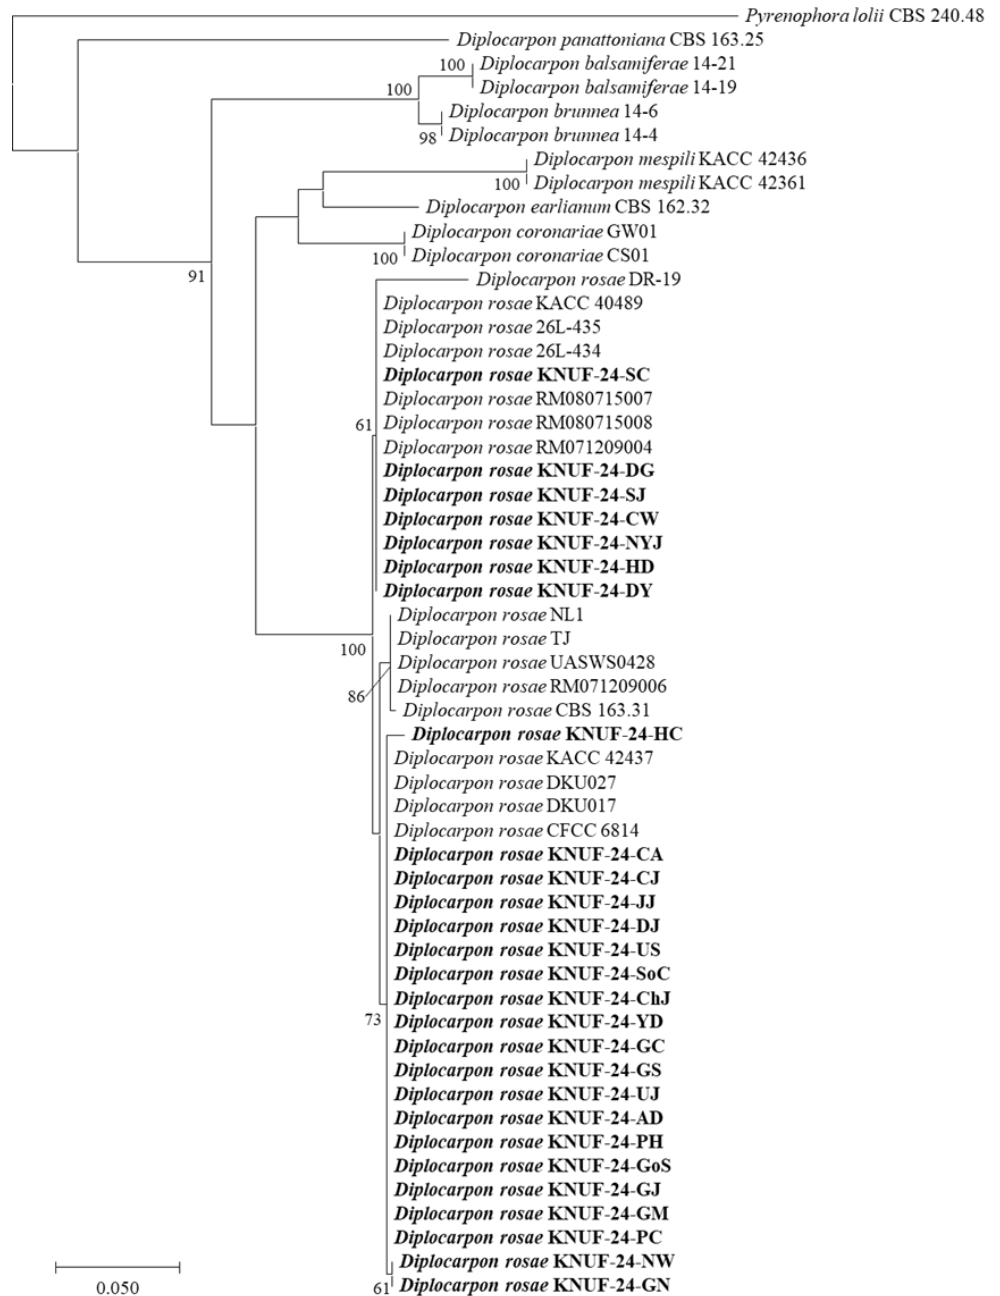 Pyrenophora lolii CBS 240.48
Diplocarpon panattoniana CBS 163.25
100 Diplocarpon balsamiferae 14-21
Diplocarpon balsamiferae 14-19
100
Diplocarpon brunnea 14-6
98 Diplocarpon brunnea 14-4
Diplocarpon mespili KACC 42436
100 Diplocarpon mespili KACC 42361
Diplocarpon earlianum CBS 162.32
Diplocarpon coronariae GW01
100 Diplocarpon coronariae CS01
91
Diplocarpon rosae DR-19
Diplocarpon rosae KACC 40489
Diplocarpon rosae 26L-435
Diplocarpon rosae 26L-434
Diplocarpon rosae KNUF-24-SC
Diplocarpon rosae RM080715007
61 Diplocarpon rosae RM080715008
Diplocarpon rosae RM071209004
Diplocarpon rosae KNUF-24-DG
Diplocarpon rosae KNUF-24-SJ
Diplocarpon rosae KNUF-24-CW
Diplocarpon rosae KNUF-24-NYJ
Diplocarpon rosae KNUF-24-HD
Diplocarpon rosae KNUF-24-DY
Diplocarpon rosae NL1
Diplocarpon rosae TJ
100
Diplocarpon rosae UASWS0428
86 Diplocarpon rosae RM071209006
Diplocarpon rosae CBS 163.31
Diplocarpon rosae KNUF-24-HC
Diplocarpon rosae KACC 42437
Diplocarpon rosae DKU027
Diplocarpon rosae DKU017
Diplocarpon rosae CFCC 6814
Diplocarpon rosae KNUF-24-CA
Diplocarpon rosae KNUF-24-CJ
Diplocarpon rosae KNUF-24-JJ
Diplocarpon rosae KNUF-24-DJ
Diplocarpon rosae KNUF-24-US
Diplocarpon rosae KNUF-24-SoC
Diplocarpon rosae KNUF-24-ChJ
73 Diplocarpon rosae KNUF-24-YD
Diplocarpon rosae KNUF-24-GC
Diplocarpon rosae KNUF-24-GS
Diplocarpon rosae KNUF-24-UJ
Diplocarpon rosae KNUF-24-AD
Diplocarpon rosae KNUF-24-PH
Diplocarpon rosae KNUF-24-GoS
Diplocarpon rosae KNUF-24-GJ
Diplocarpon rosae KNUF-24-GM
Diplocarpon rosae KNUF-24-PC
Diplocarpon rosae KNUF-24-NW
61 Diplocarpon rosae KNUF-24-GN
0.050